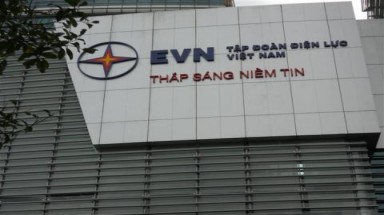 EVN TẬP ĐOÀN ĐIỆN LỰC
VIỆT NAM
THẮP SÁNG NIỀM TIN